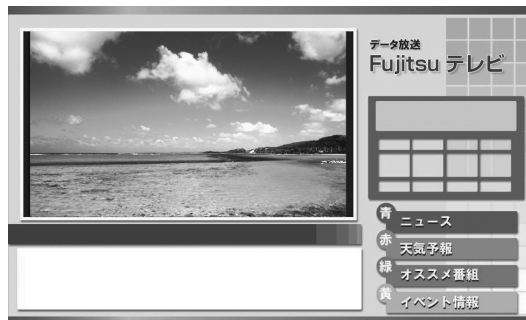 データ放送
Fujitsu テレビ
青 ニュース
赤 天気予報
緑 オススメ番組
黄 イベント情報